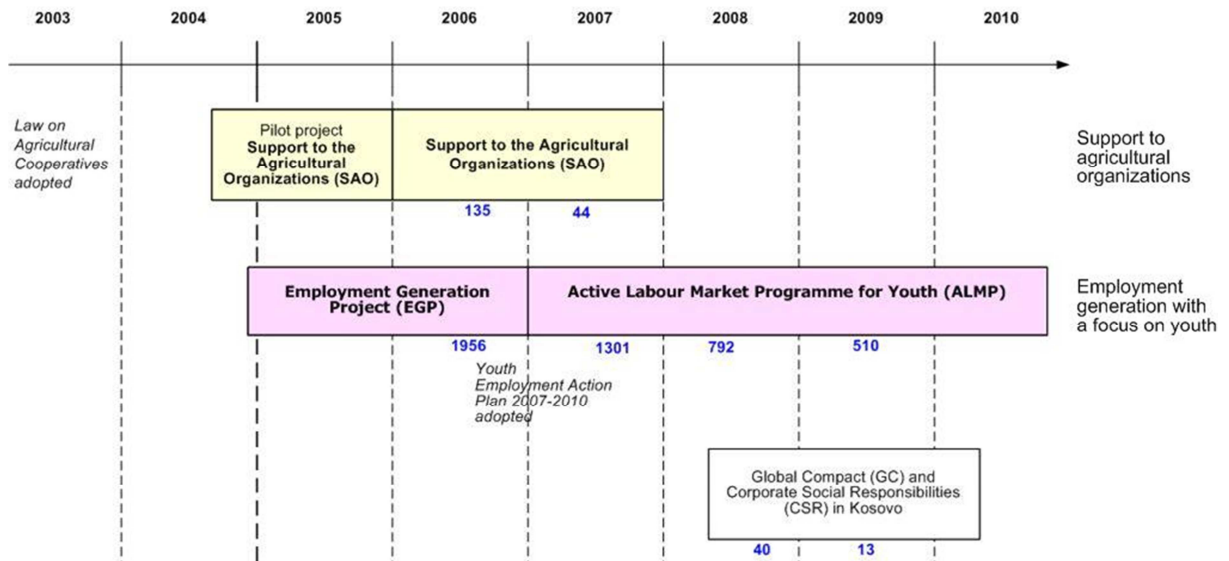 2003 2004 2005 2006 2007 2008 2009 2010
Law on
Agricultural
Cooperatives
adopted
Pilot project
Support to the
Agricultural
Organizations (SAO)
Support to the Agricultural
Organizations (SAO)
135 44
Support to
agricultural
organizations
Employment Generation
Project (EGP)
Active Labour Market Programme for Youth (ALMP)
1956 1301 792 510
Employment
generation with
a focus on youth
Youth
Employment Action
Plan 2007-2010
adopted
Global Compact (GC) and
Corporate Social Responsibilities
(CSR) in Kosovo
40 13